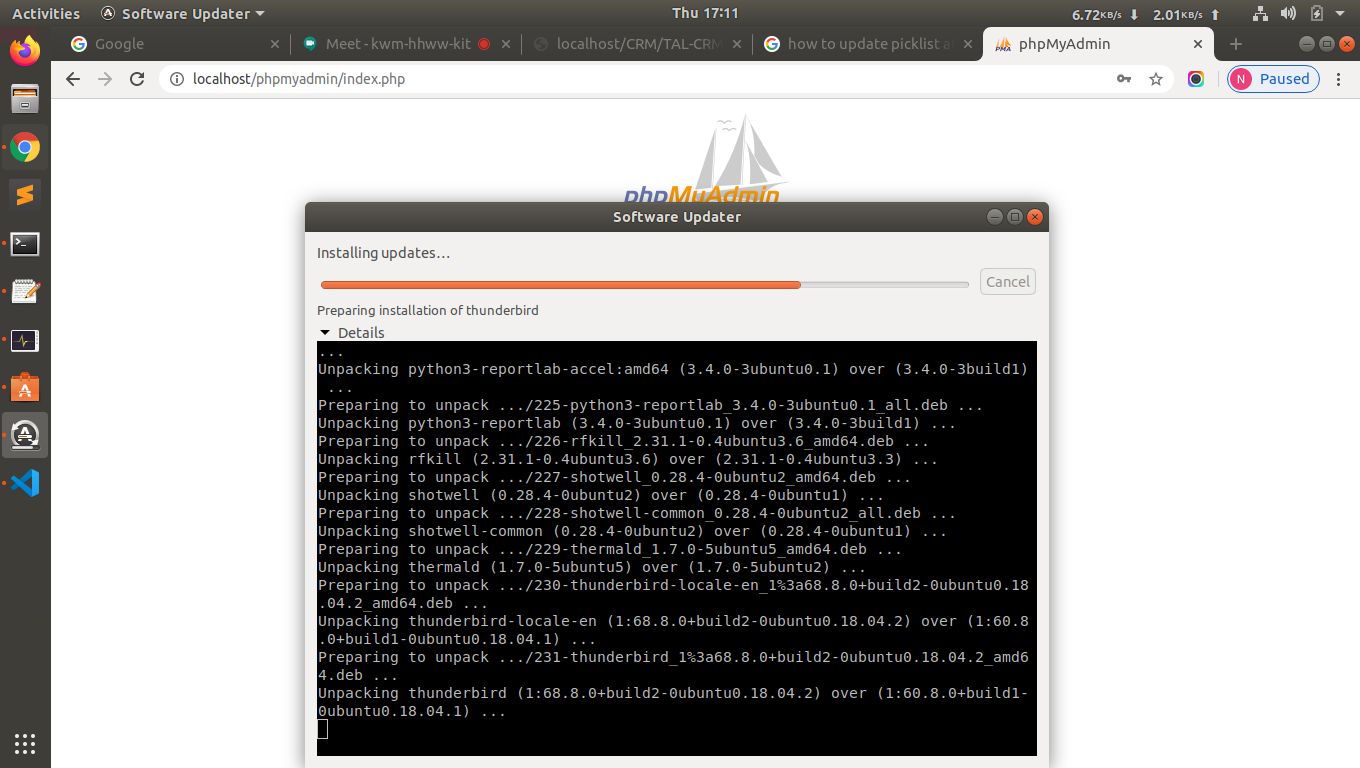 Activities Software Updater Thu 17:11 6.72KB/s 2.01KB/s
Google Meet - kwm-hhww-kit localhost/CRM/TAL-CRM how to update picklist phpMyAdmin
localhost/phpmyadmin/index.php N Paused
phpMyAdmin
Software Updater
Installing updates…
Cancel
Preparing installation of thunderbird
Details
...
Unpacking python3-reportlab-accel:amd64 (3.4.0-3ubuntu0.1) over (3.4.0-3build1)
...
Preparing to unpack .../225-python3-reportlab_3.4.0-3ubuntu0.1_all.deb ...
Unpacking python3-reportlab (3.4.0-3ubuntu0.1) over (3.4.0-3build1) ...
Preparing to unpack .../226-rfkill_2.31.1-0.4ubuntu3.6_amd64.deb ...
Unpacking rfkill (2.31.1-0.4ubuntu3.6) over (2.31.1-0.4ubuntu3.3) ...
Preparing to unpack .../227-shotwell_0.28.4-0ubuntu2_amd64.deb ...
Unpacking shotwell (0.28.4-0ubuntu2) over (0.28.4-0ubuntu1) ...
Preparing to unpack .../228-shotwell-common_0.28.4-0ubuntu2_all.deb ...
Unpacking shotwell-common (0.28.4-0ubuntu2) over (0.28.4-0ubuntu1) ...
Preparing to unpack .../229-thermald_1.7.0-5ubuntu5_amd64.deb ...
Unpacking thermald (1.7.0-5ubuntu5) over (1.7.0-5ubuntu2) ...
Preparing to unpack .../230-thunderbird-locale-en_1%3a68.8.0+build2-0ubuntu0.18
.04.2_amd64.deb ...
Unpacking thunderbird-locale-en (1:68.8.0+build2-0ubuntu0.18.04.2) over (1:60.8
.0+build1-0ubuntu0.18.04.1) ...
Preparing to unpack .../231-thunderbird_1%3a68.8.0+build2-0ubuntu0.18.04.2_amd6
4.deb ...
Unpacking thunderbird (1:68.8.0+build2-0ubuntu0.18.04.2) over (1:60.8.0+build1-
0ubuntu0.18.04.1) ...